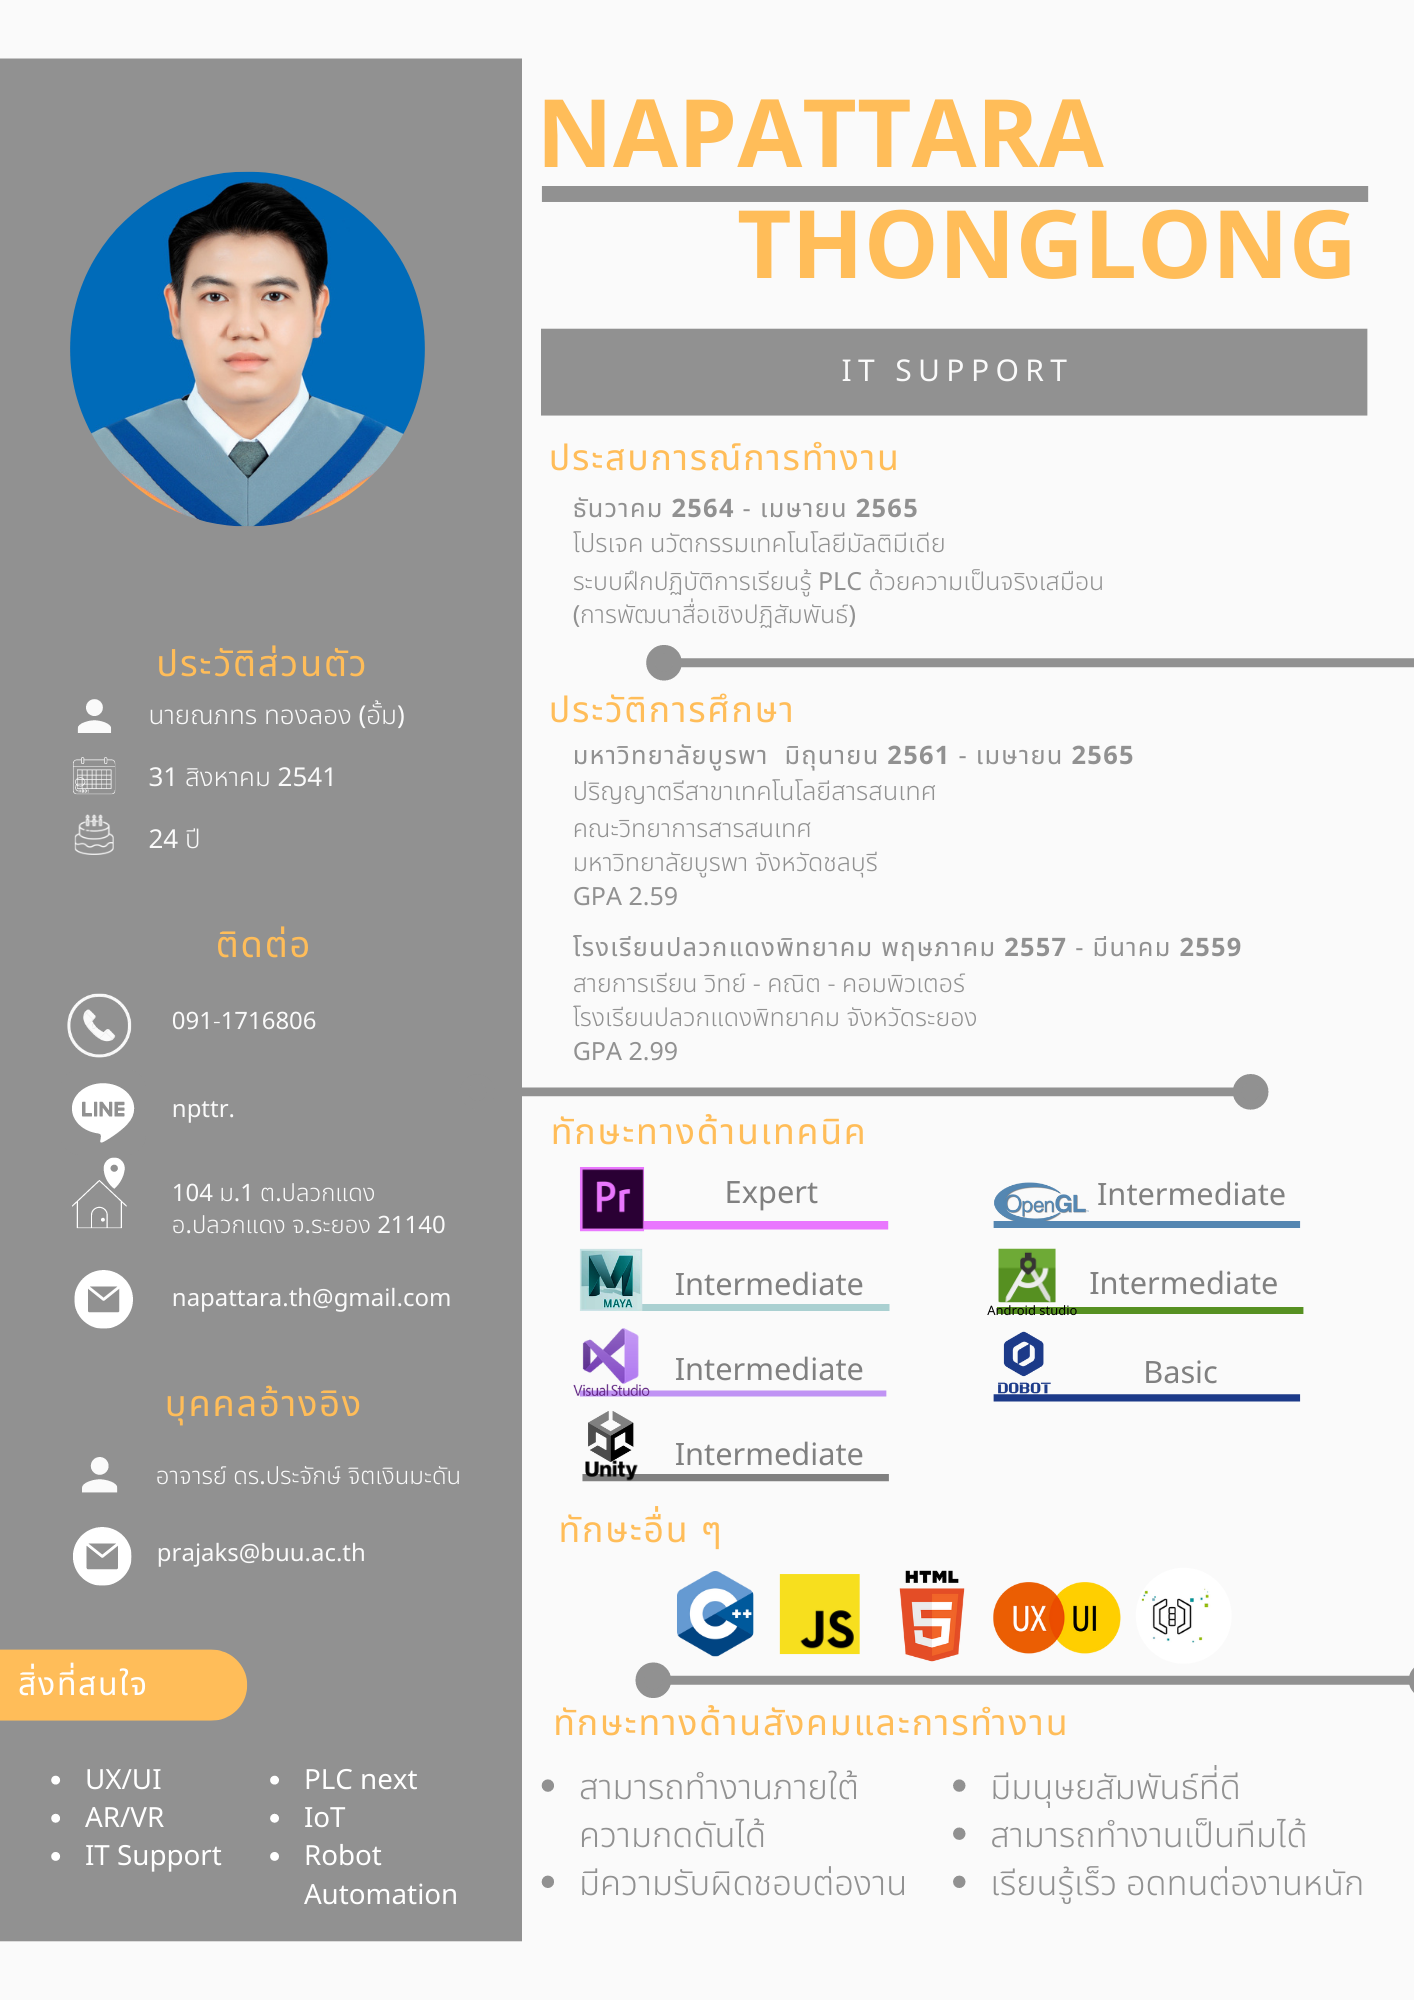 NAPATTARA
THONGLONG
IT SUPPORT
ประวัติส่วนตัว
นายณภทร ทองลอง (อั้ม)
31 สิงหาคม 2541
24 ปี
ติดต่อ
091-1716806
LINE
npttr.
104 ม.1 ต.ปลวกแดง
อ.ปลวกแดง จ.ระยอง 21140
napattara.th@gmail.com
บุคคลอ้างอิง
อาจารย์ ดร.ประจักษ์ จิตเงินมะดัน
prajaks@buu.ac.th
สิ่งที่สนใจ
UX/UI
AR/VR
IT Support
PLC next
IoT
Robot
Automation
ประสบการณ์การทำงาน
ธันวาคม 2564 - เมษายน 2565
โปรเจค นวัตกรรมเทคโนโลยีมัลติมีเดีย
ระบบฝึกปฏิบัติการเรียนรู้ PLC ด้วยความเป็นจริงเสมือน
(การพัฒนาสื่อเชิงปฏิสัมพันธ์)
ประวัติการศึกษา
มหาวิทยาลัยบูรพา มิถุนายน 2561 - เมษายน 2565
ปริญญาตรีสาขาเทคโนโลยีสารสนเทศ
คณะวิทยาการสารสนเทศ
มหาวิทยาลัยบูรพา จังหวัดชลบุรี
GPA 2.59
โรงเรียนปลวกแดงพิทยาคม พฤษภาคม 2557 - มีนาคม 2559
สายการเรียน วิทย์ - คณิต - คอมพิวเตอร์
โรงเรียนปลวกแดงพิทยาคม จังหวัดระยอง
GPA 2.99
ทักษะทางด้านเทคนิค
Pr Expert
MAYA Intermediate
Visual Studio Intermediate
Unity Intermediate
OpenGL Intermediate
Android studio Intermediate
DOBOT Basic
ทักษะอื่น ๆ
C++ JS HTML 5 UX UI
ทักษะทางด้านสังคมและการทำงาน
สามารถทำงานภายใต้
ความกดดันได้
มีความรับผิดชอบต่องาน
มีมนุษยสัมพันธ์ที่ดี
สามารถทำงานเป็นทีมได้
เรียนรู้เร็ว อดทนต่องานหนัก